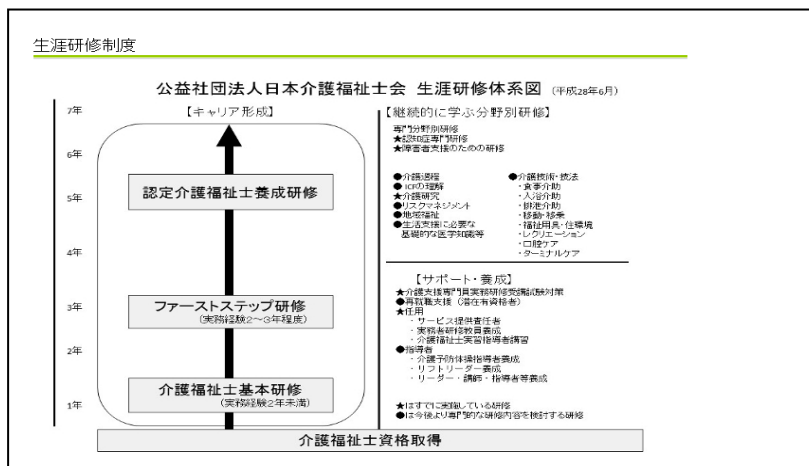 生涯研修制度
公益社団法人日本介護福祉士会 生涯研修体系図 (平成28年6月)
【キャリア形成】
7年
6年
5年
4年
3年
2年
1年
認定介護福祉士養成研修
ファーストステップ研修
(実務経験2～3年程度)
介護福祉士基本研修
(実務経験2年未満)
【継続的に学ぶ分野別研修】
専門分野別研修
★認知症専門研修
★障害者支援のための研修
●介護過程
●ICFの理解
★介護研究
●リスクマネジメント
●地域福祉
●生活支援に必要な
基礎的な医学知識等
●介護技術・技法
・食事介助
・入浴介助
・排泄介助
・移動・移乗
・福祉用具・住環境
・レクリエーション
・口腔ケア
・ターミナルケア
【サポート・養成】
★介護支援専門員実務研修受講試験対策
●再就職支援（潜在有資格者）
★任用
・サービス提供責任者
・実務者研修教員養成
・介護福祉士実習指導者講習
●指導者
・介護予防体操指導者養成
・リフトリーダー養成
・リーダー・講師・指導者等養成
★はすでに実施している研修
●は今後より専門的な研修内容を検討する研修
介護福祉士資格取得